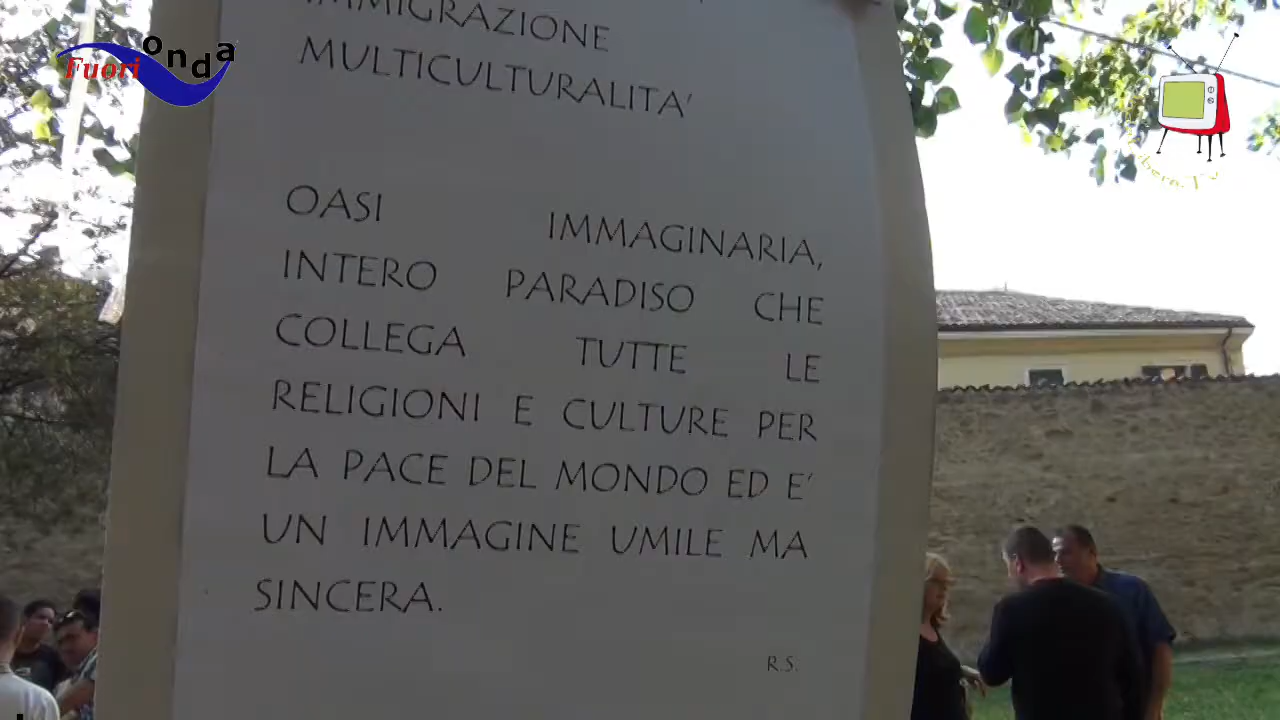 IMMIGRAZIONE
MULTICULTURALITA'
OASI IMMAGINARIA,
INTERO PARADISO CHE
COLLEGA TUTTE LE
RELIGIONI E CULTURE PER
LA PACE DEL MONDO ED E'
UN IMMAGINE UMILE MA
SINCERA.
R.S.
Fuori onda